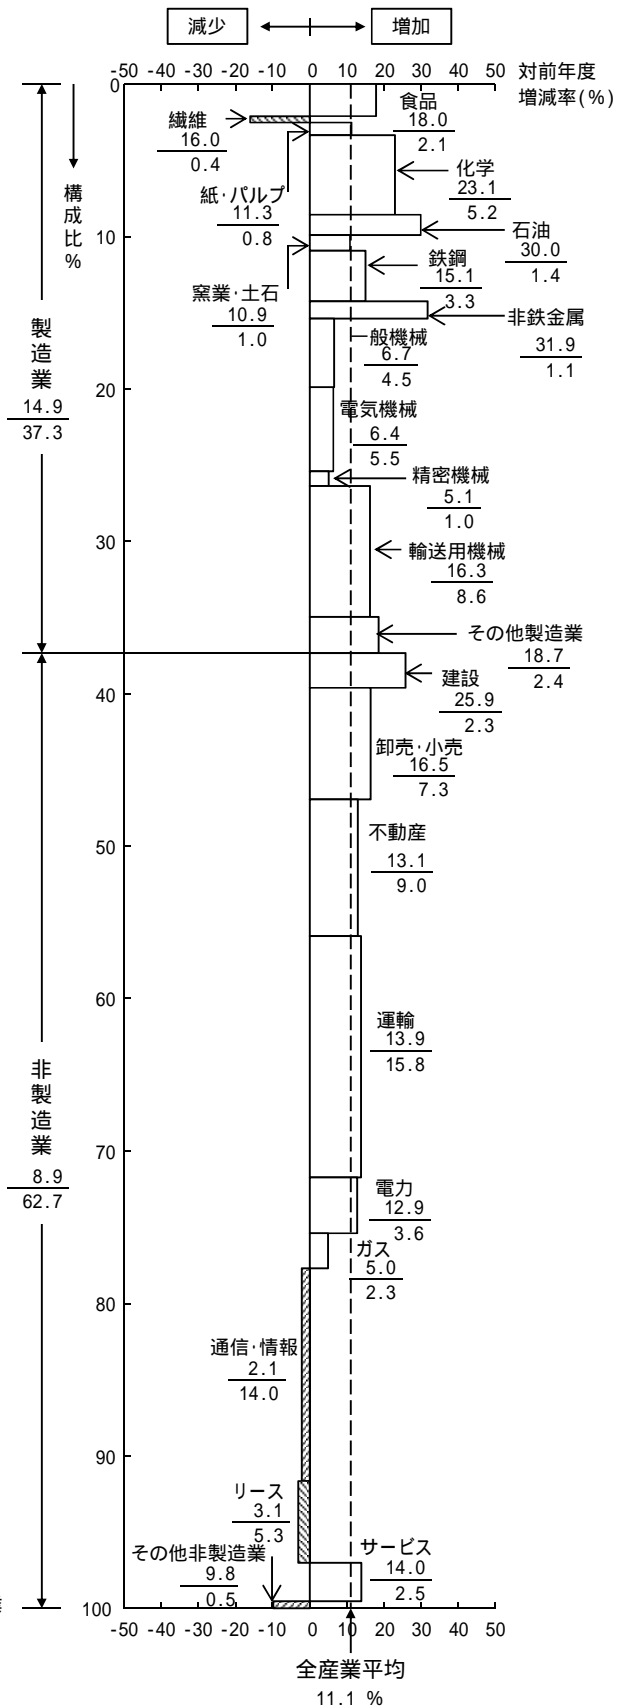 減少
増加
-50 -40 -30 -20 -10 0 10 20 30 40 50
対前年度
増減率(%)
0
構成比%
食品
18.0
2.1
繊維
16.0
0.4
紙・パルプ
11.3
0.8
化学
23.1
5.2
10
石油
30.0
1.4
窯業・土石
10.9
1.0
鉄鋼
15.1
3.3
非鉄金属
31.9
1.1
製造業
14.9
37.3
般機械
6.7
4.5
20
電気機械
6.4
5.5
精密機械
5.1
1.0
30
輸送用機械
16.3
8.6
その他製造業
18.7
2.4
建設
25.9
2.3
40
卸売・小売
16.5
7.3
50
不動産
13.1
9.0
60
運輸
13.9
15.8
非製造業
8.9
62.7
70
電力
12.9
3.6
ガス
5.0
2.3
80
通信・情報
2.1
14.0
90
リース
3.1
5.3
その他非製造業
9.8
0.5
サービス
14.0
2.5
100
-50 -40 -30 -20 -10 0 10 20 30 40 50
全産業平均
11.1 %